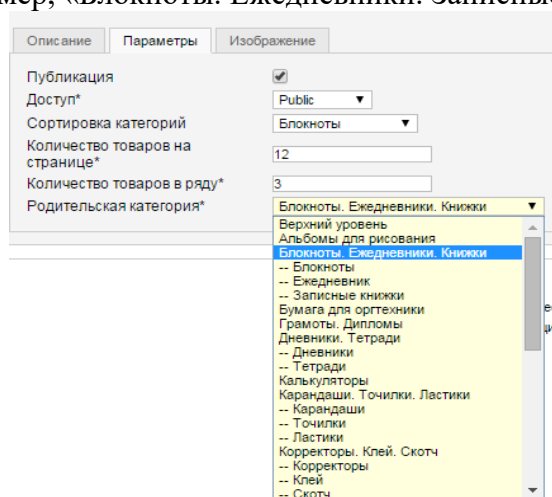 «Блокноты. Ежедневники.
Описание Параметры Изображение
Публикация
Доступ* Public
Сортировка категорий Блокноты
Количество товаров на
странице* 12
Количество товаров в ряду* 3
Родительская категория* Блокноты. Ежедневники. Книжки
Верхний уровень
Альбомы для рисования
Блокноты. Ежедневники. Книжки
-- Блокноты
-- Ежедневник
-- Записные книжки
Бумага для оргтехники
Грамоты. Дипломы
Дневники. Тетради
-- Дневники
-- Тетради
Калькуляторы
Карандаши. Точилки. Ластики
-- Карандаши
-- Точилки
-- Ластики
Корректоры. Клей. Скотч
-- Корректоры
-- Клей
-- Скотч